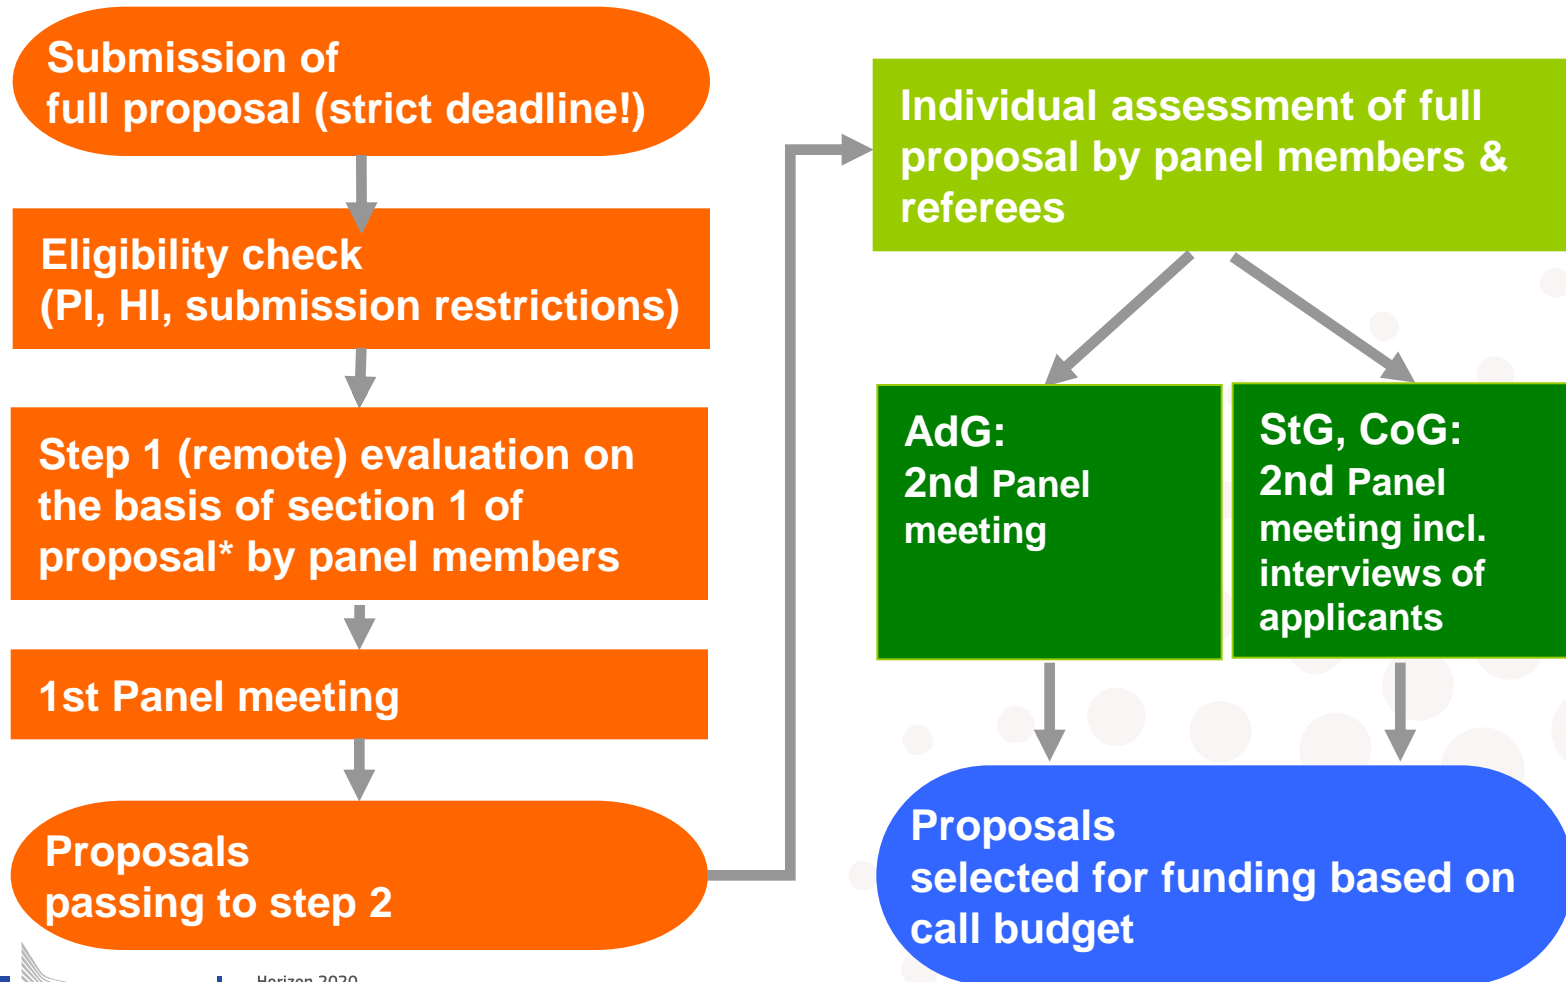 Submission of
full proposal (strict deadline!)
Eligibility check
(PI, HI, submission restrictions)
Step 1 (remote) evaluation on
the basis of section 1 of
proposal* by panel members
1st Panel meeting
Proposals
passing to step 2
Individual assessment of full
proposal by panel members &
referees
AdG:
2nd Panel
meeting
StG, CoG:
2nd Panel
meeting incl.
interviews of
applicants
Proposals
selected for funding based on
call budget
Horizon 2020